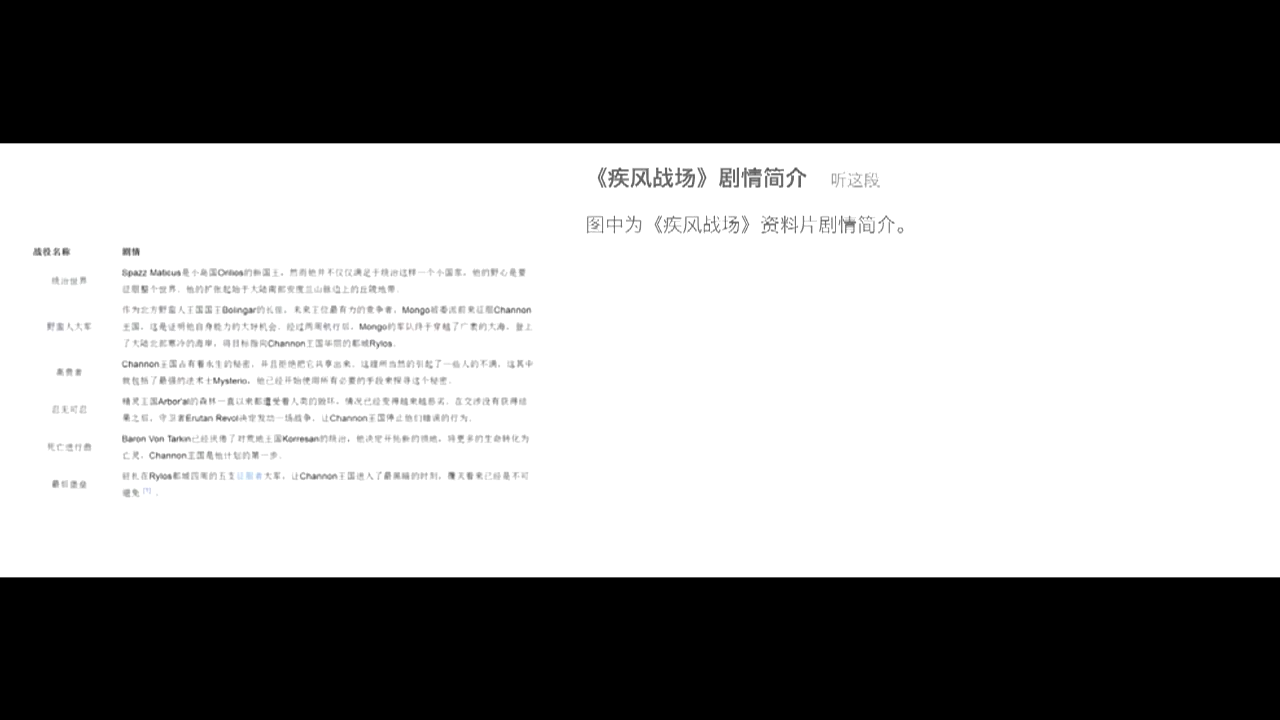 《疾风战场》剧情简介 听这段
图中为《疾风战场》资料片剧情简介。
战役名称 剧情
统治世界
Spazz Maticus是小岛国Orilios的新国王，然而他并不仅仅满足于统治这样一个小国家，他的野心是要
征服整个世界。他的扩张起始于大陆南部安度兰山脉边上的丘陵地带。
野蛮人大军
作为北方野蛮人王国国王Bolingar的长子，未来王位最有力的竞争者，Mongo被委派前来征服Channon
王国，这是证明他自身能力的大好机会。经过两周航行后，Mongo的军队终于穿越了广袤的大海，登上
了大陆北部寒冷的海岸，将目标指向Channon王国华丽的都城Rylos。
Channon王国占有着永生的秘密，并且拒绝把它共享出来。这理所当然的引起了一些人的不满，这其中
就包括了最强的法术士Mysterio，他已经开始使用所有必要的手段来探寻这个秘密。
忍无可忍
精灵王国Arbor'al的森林一直以来都遭受着人类的毁坏，情况已经变得越来越恶劣。在交涉没有获得结
果之后，守卫者Erutan Revol决定发动一场战争，让Channon王国停止他们错误的行为。
死亡进行曲
Baron Von Tarkin已经厌倦了对荒地王国Korresan的统治，他决定开拓新的领地，将更多的生命转化为
亡灵，Channon王国是他计划的第一步。
最后堡垒
驻扎在Rylos都城四周的五支征服者大军，让Channon王国进入了最黑暗的时刻，覆灭看来已经是不可
避免 。